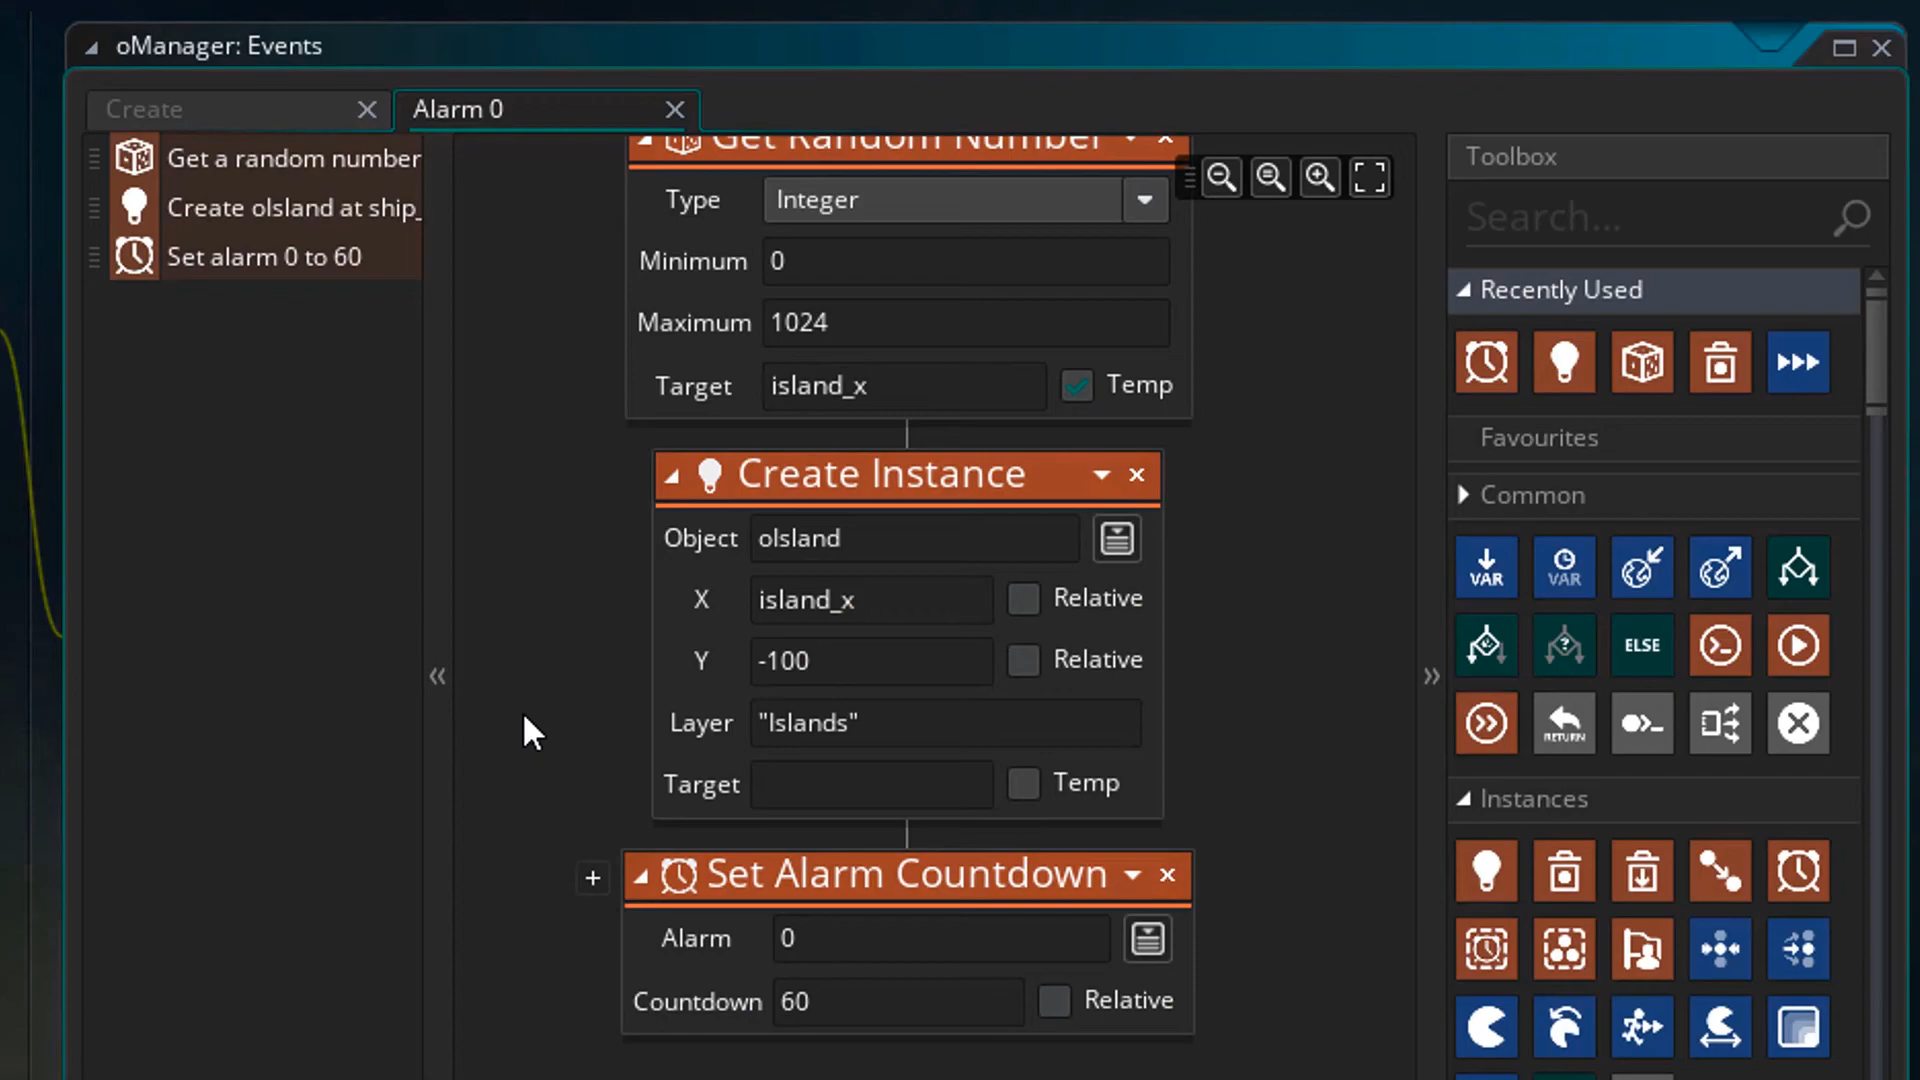 oManager: Events
Create
Alarm 0
Get a random number
Create oIsland at ship_
Set alarm 0 to 60
Get Random Number
Type
Integer
Minimum
0
Maximum
1024
Target
island_x
Temp
Create Instance
Object
oIsland
X
island_x
Relative
Y
-100
Relative
Layer
"Islands"
Target
Temp
Set Alarm Countdown
Alarm
0
Countdown
60
Relative
Toolbox
Search...
Recently Used
Favourites
Common
VAR
VAR
ELSE
RETURN
Instances